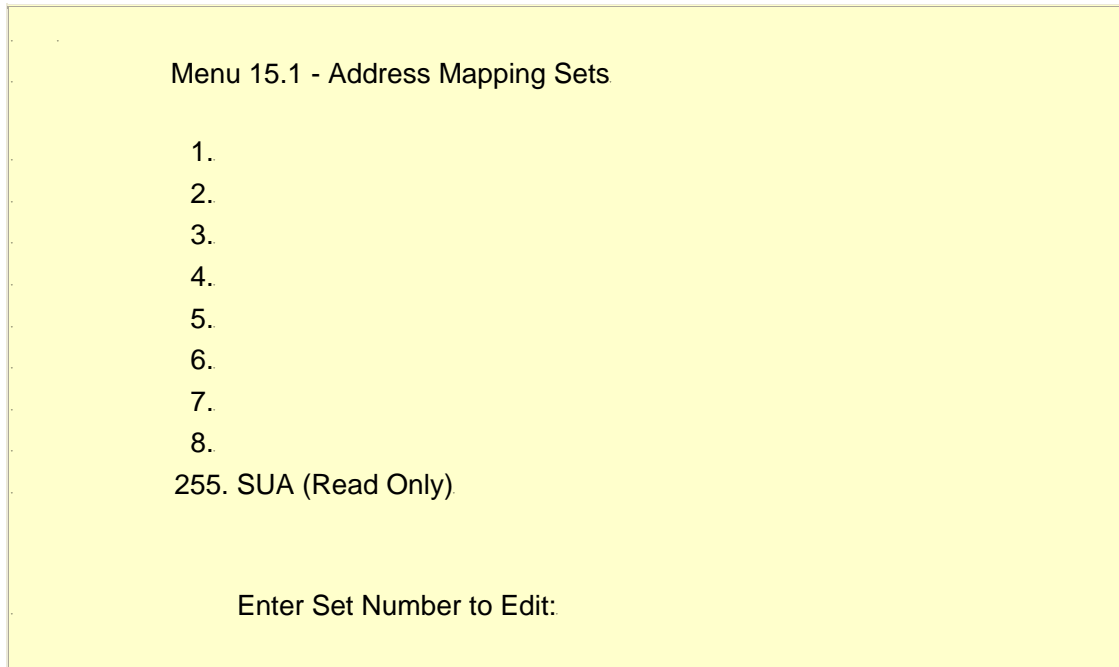 Menu 15.1 - Address Mapping Sets
1.
2.
3.
4.
5.
6.
7.
8.
255. SUA (Read Only)
Enter Set Number to Edit: